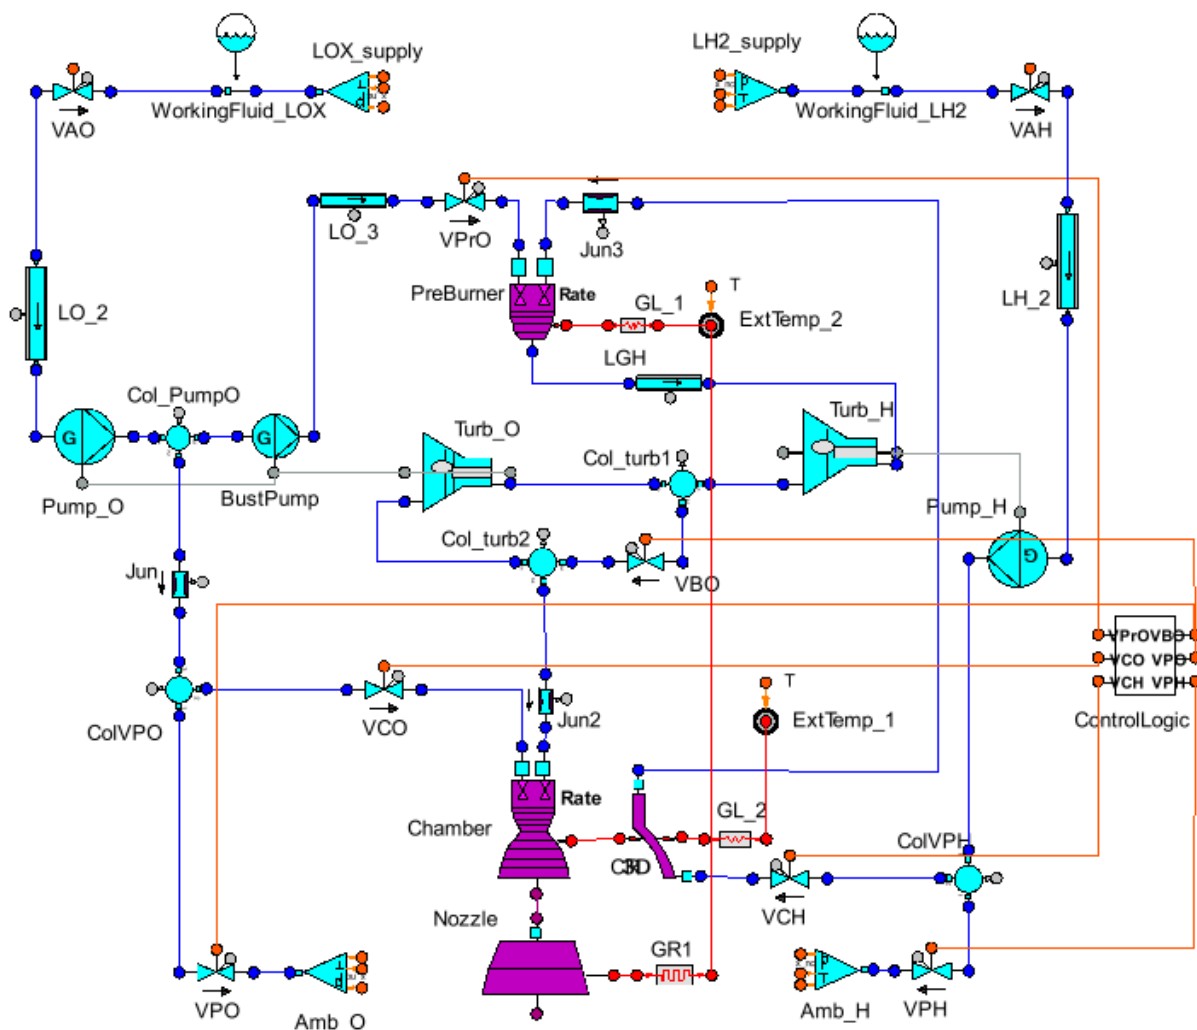 LOX_supply
LH2_supply
WorkingFluid_LOX
WorkingFluid_LH2
VAO
VAH
LO_3
VPrO
Jun3
LO_2
LH_2
PreBurner
Rate
GL_1
T
ExtTemp_2
LGH
Col_PumpO
Turb_O
Col_turb1
Turb_H
G
G
Pump_O
BustPump
Pump_H
G
Col_turb2
VBO
Jun
VPrO VBO
VCO VPO
VCH VPH
ControlLogic
ColVPO
VCO
Jun2
T
ExtTemp_1
Rate
Chamber
GL_2
ColVPH
VCH
Nozzle
GR1
VPO
Amb_O
Amb_H
VPH